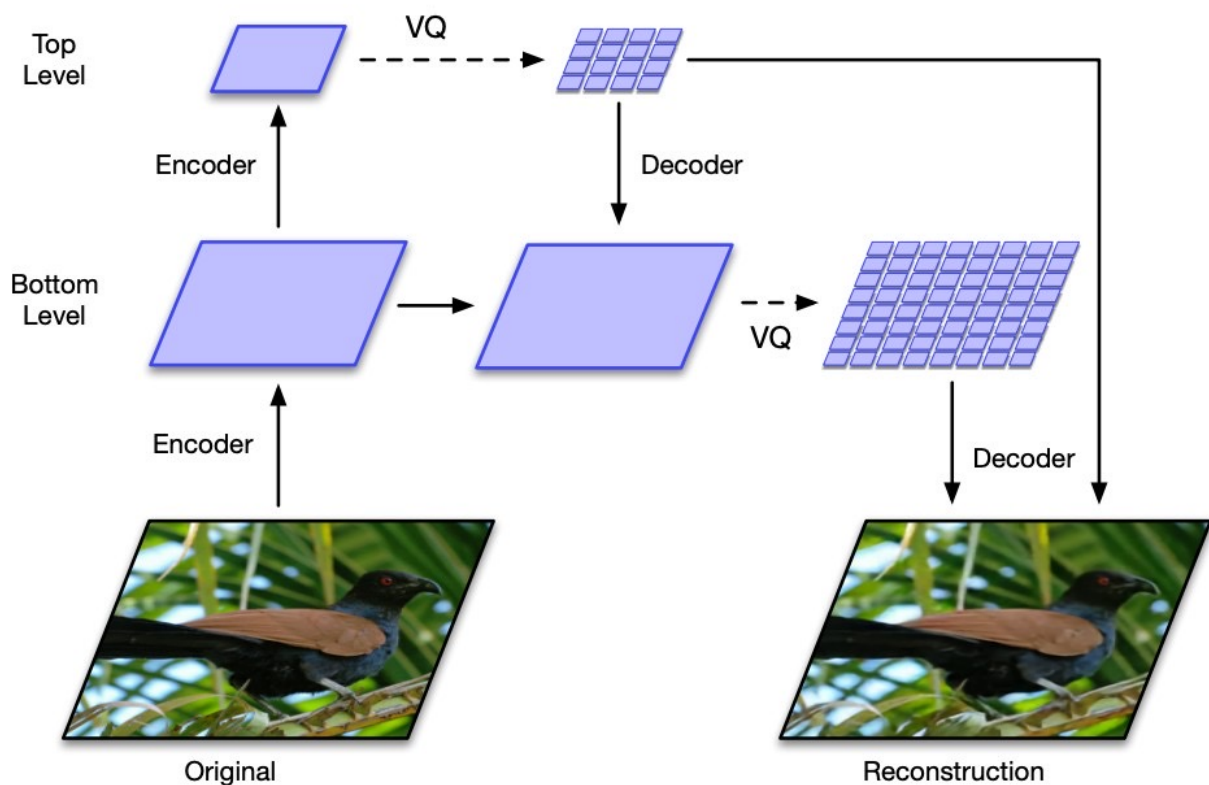 Top
Level
VQ
Encoder
Decoder
Bottom
Level
VQ
Encoder
Decoder
Original
Reconstruction